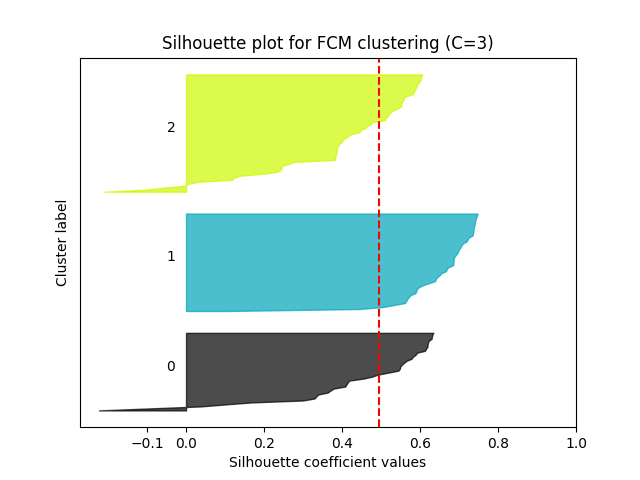 Silhouette plot for FCM clustering (C=3)
Cluster label
2
1
0
−0.1 0.0 0.2 0.4 0.6 0.8 1.0
Silhouette coefficient values